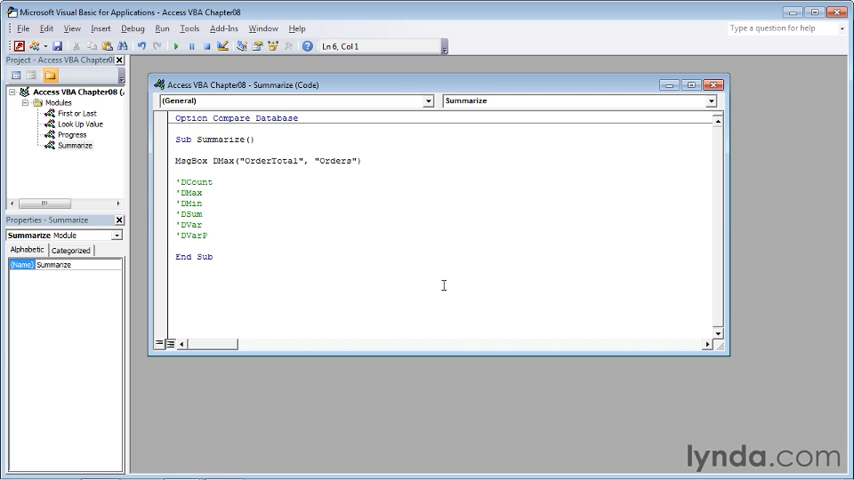 Microsoft Visual Basic for Applications - Access VBA Chapter08
File Edit View Insert Debug Run Tools Add-Ins Window Help
Type a question for help
Ln 6, Col 1
Project - Access VBA Chapter08
Access VBA Chapter08 (
Modules
First or Last
Look Up Value
Progress
Summarize
Properties - Summarize
Summarize Module
Alphabetic Categorized
(Name) Summarize
Access VBA Chapter08 - Summarize (Code)
(General) Summarize
Option Compare Database
Sub Summarize()
MsgBox DMax("OrderTotal", "Orders")
'DCount
'DMax
'DMin
'DSum
'DVar
'DVarP
End Sub
lynda.com